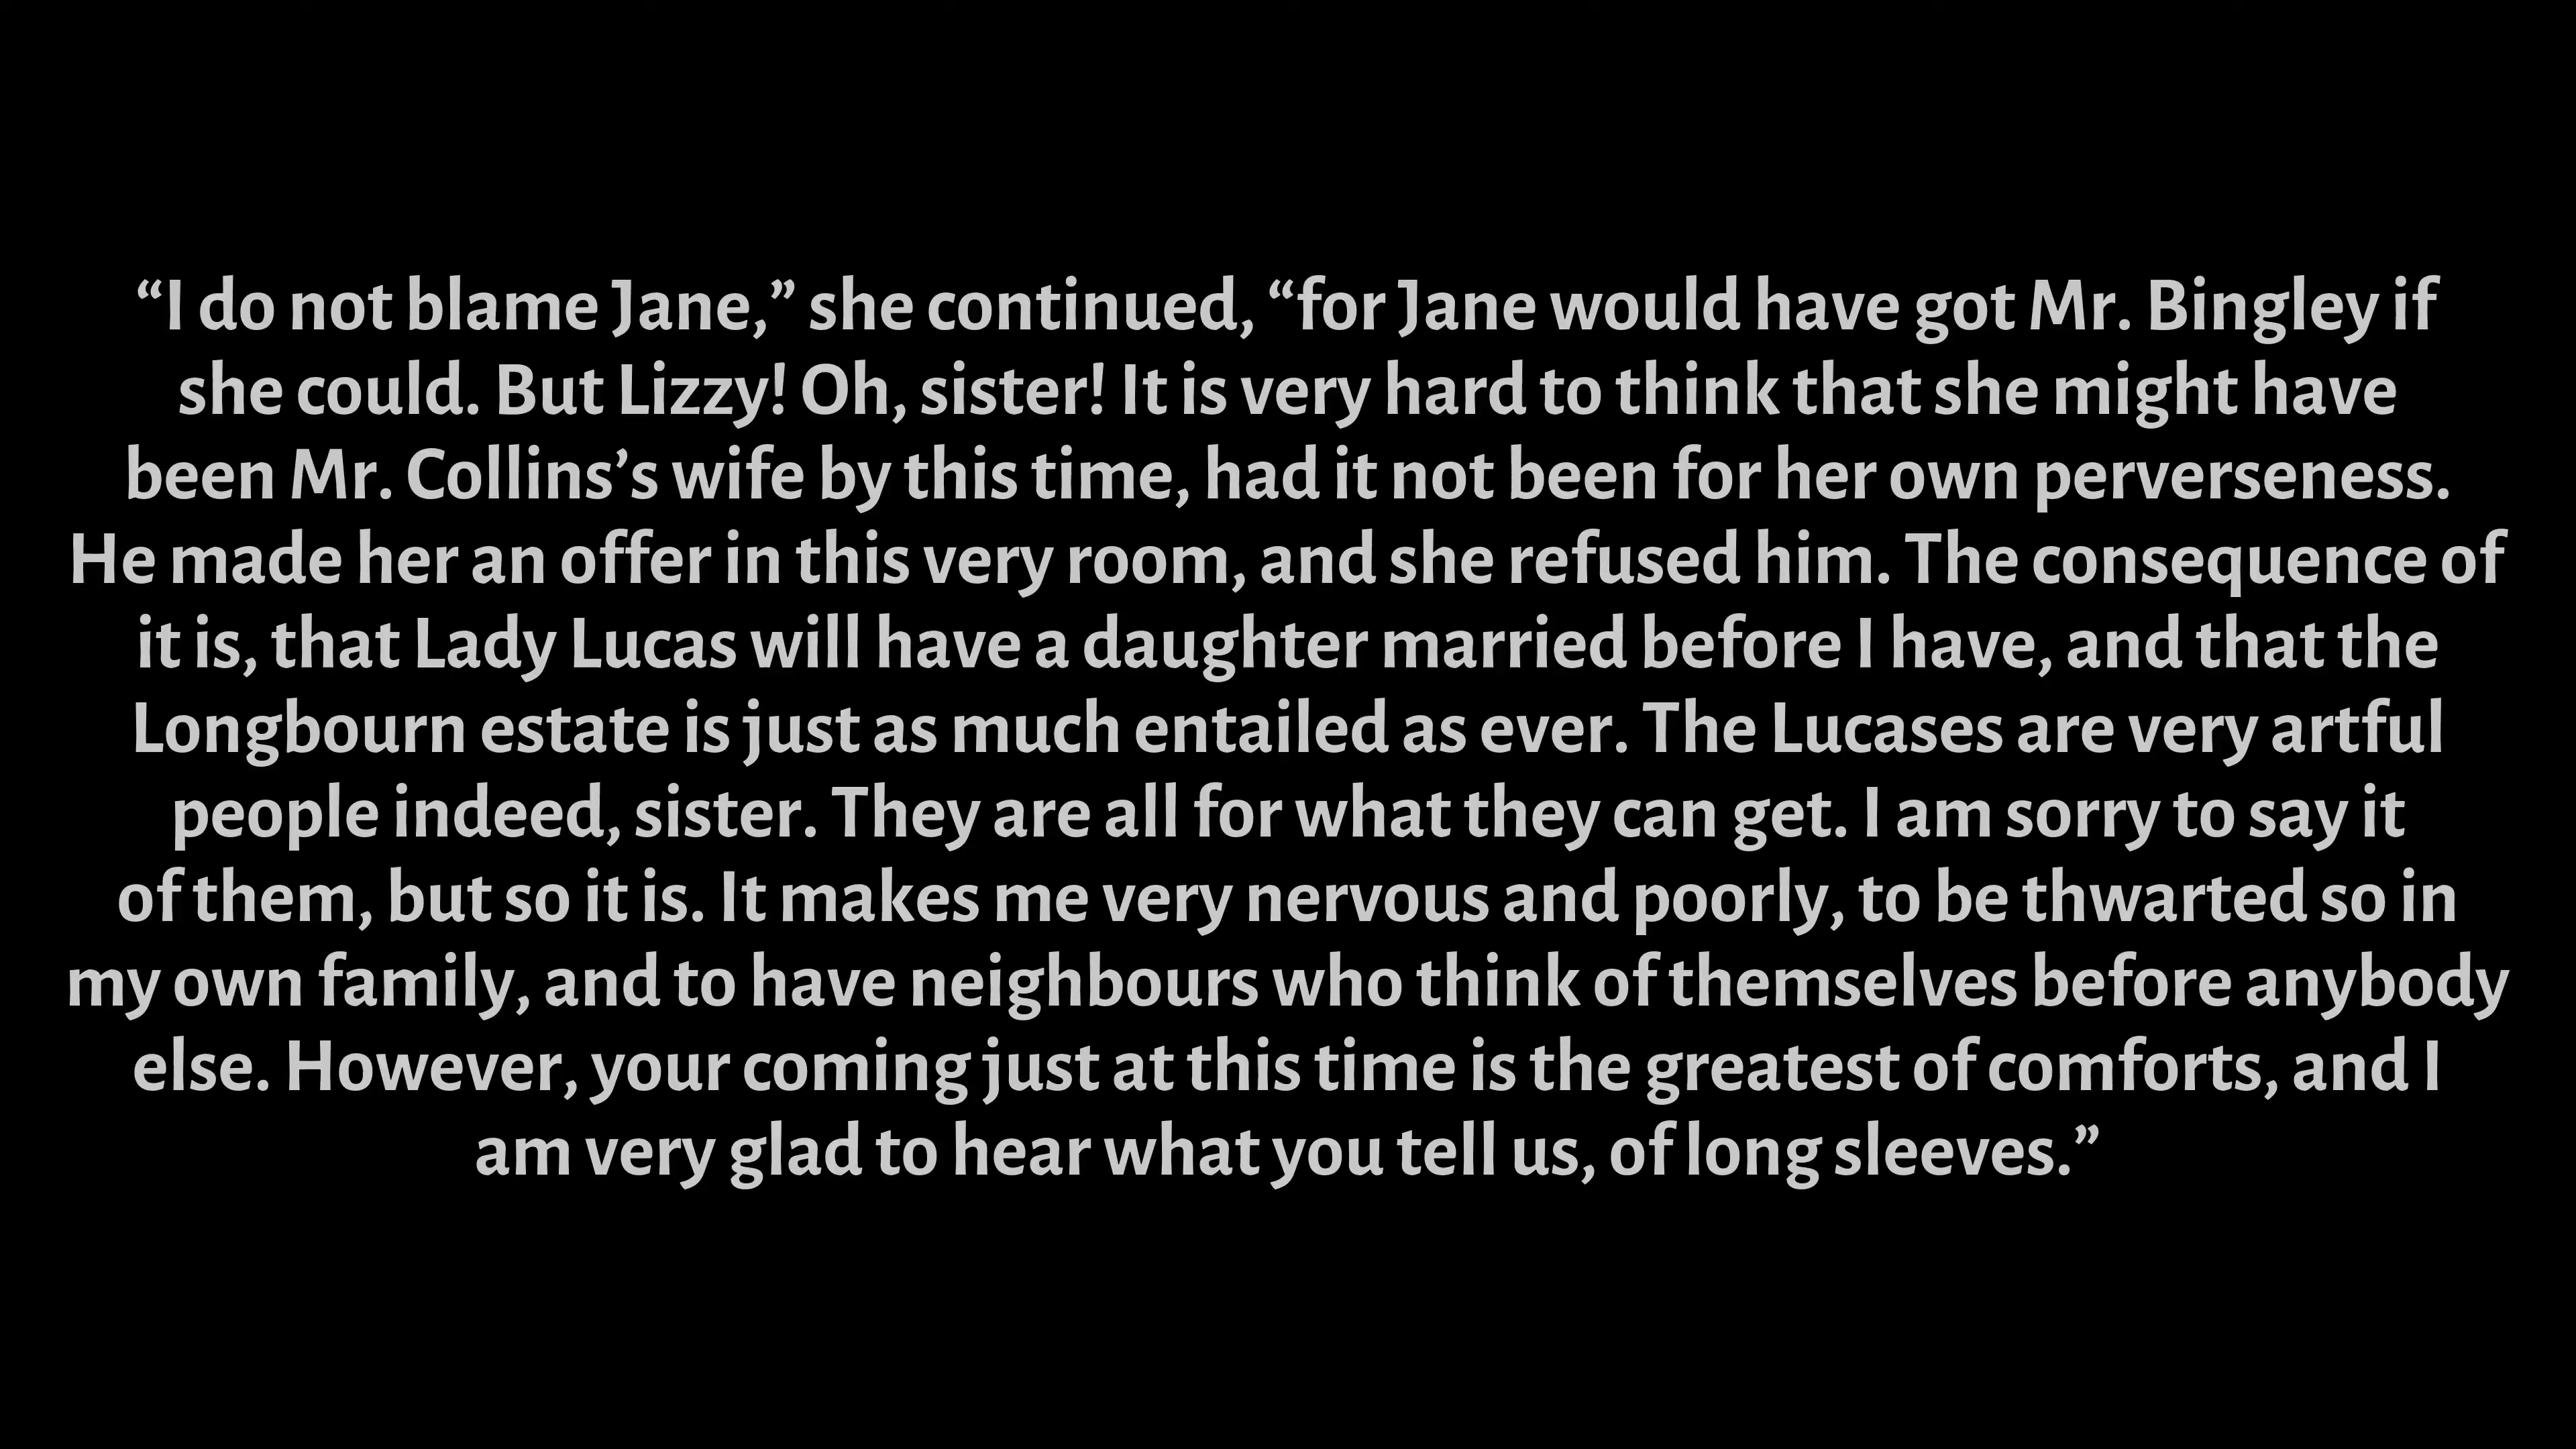 “I do not blame Jane,” she continued, “for Jane would have got Mr. Bingley if
she could. But Lizzy! Oh, sister! It is very hard to think that she might have
been Mr. Collins’s wife by this time, had it not been for her own perverseness.
He made her an offer in this very room, and she refused him. The consequence of
it is, that Lady Lucas will have a daughter married before I have, and that the
Longbourn estate is just as much entailed as ever. The Lucases are very artful
people indeed, sister. They are all for what they can get. I am sorry to say it
of them, but so it is. It makes me very nervous and poorly, to be thwarted so in
my own family, and to have neighbours who think of themselves before anybody
else. However, your coming just at this time is the greatest of comforts, and I
am very glad to hear what you tell us, of long sleeves.”